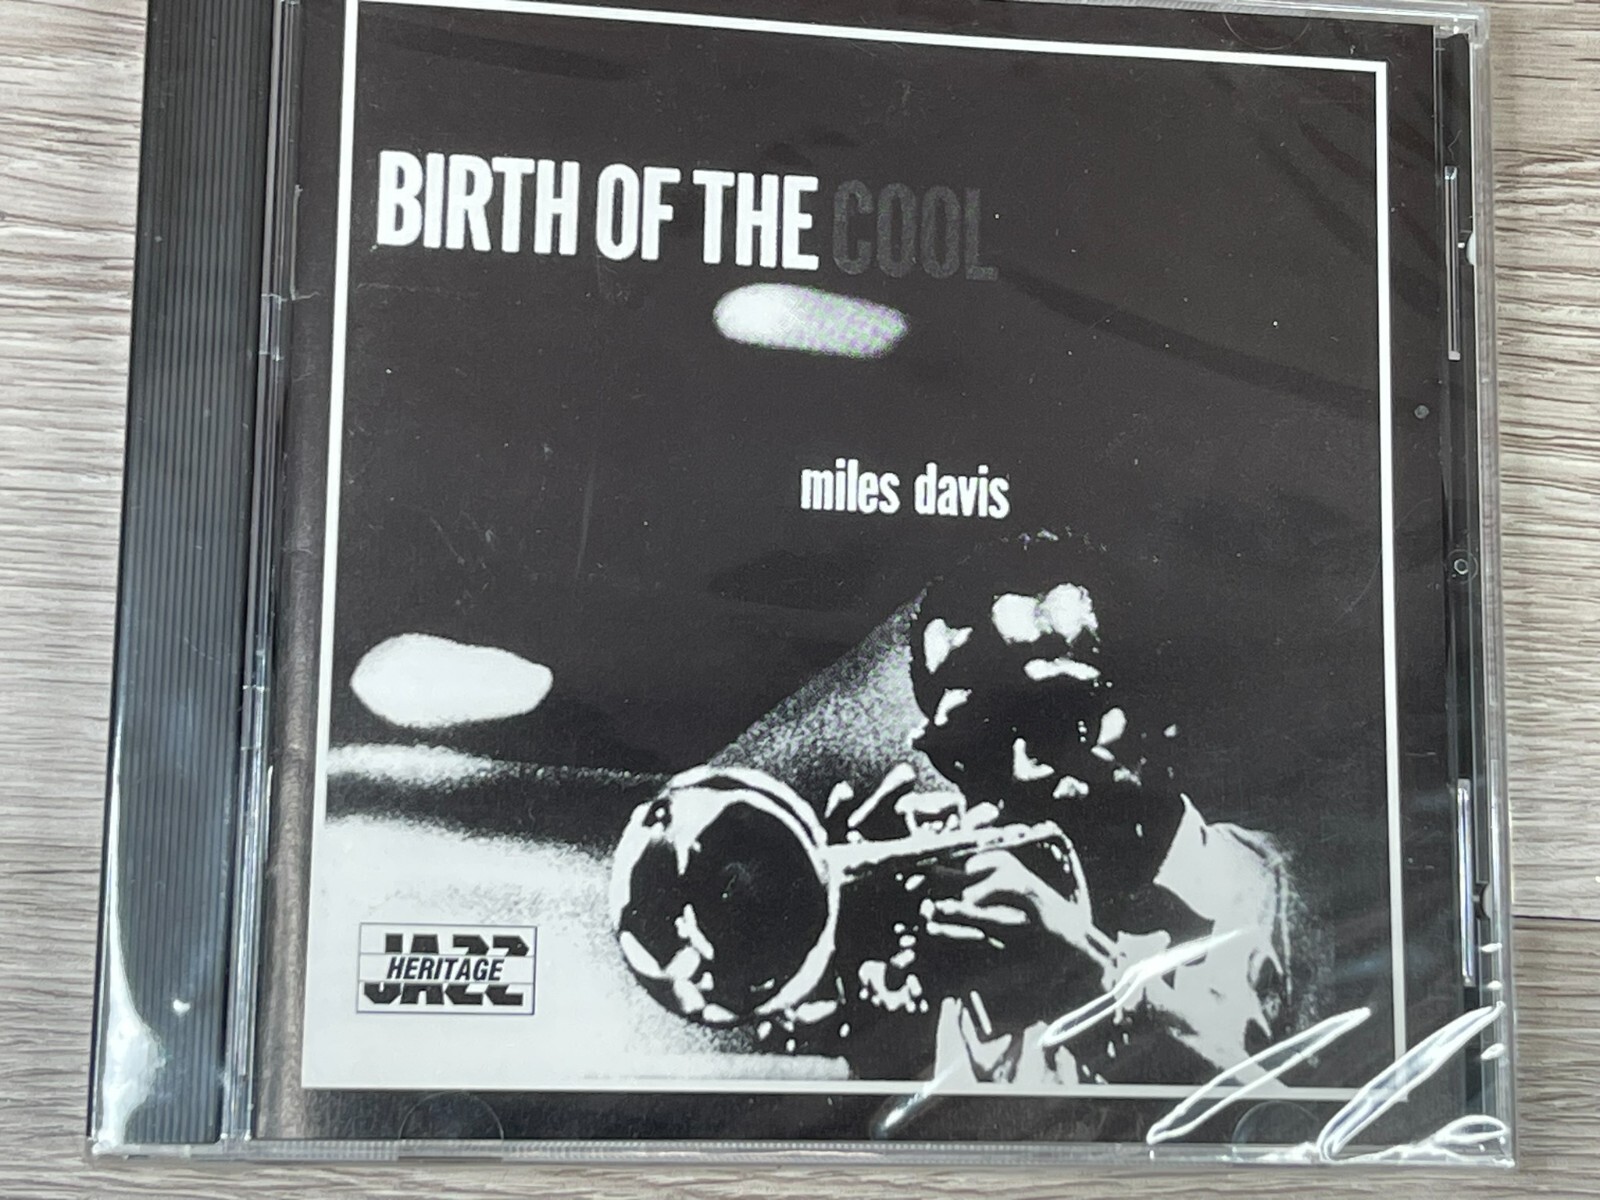 BIRTH OF THE COOL
miles davis
JAZZ
HERITAGE